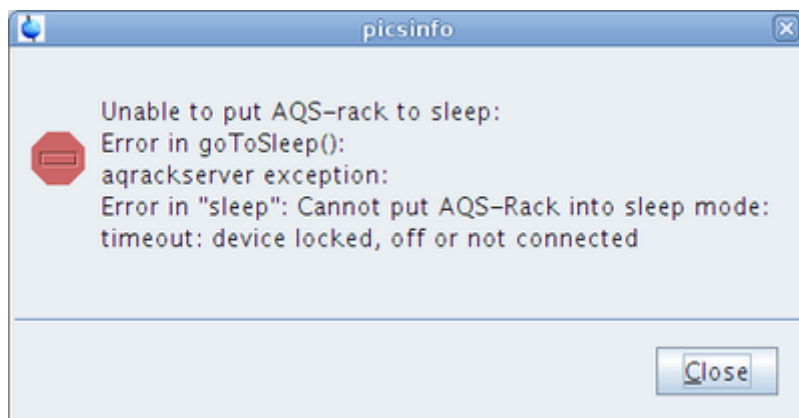 picsinfo
Unable to put AQS-rack to sleep:
Error in goToSleep():
aqrackserver exception:
Error in "sleep": Cannot put AQS-Rack into sleep mode:
timeout: device locked, off or not connected
Close